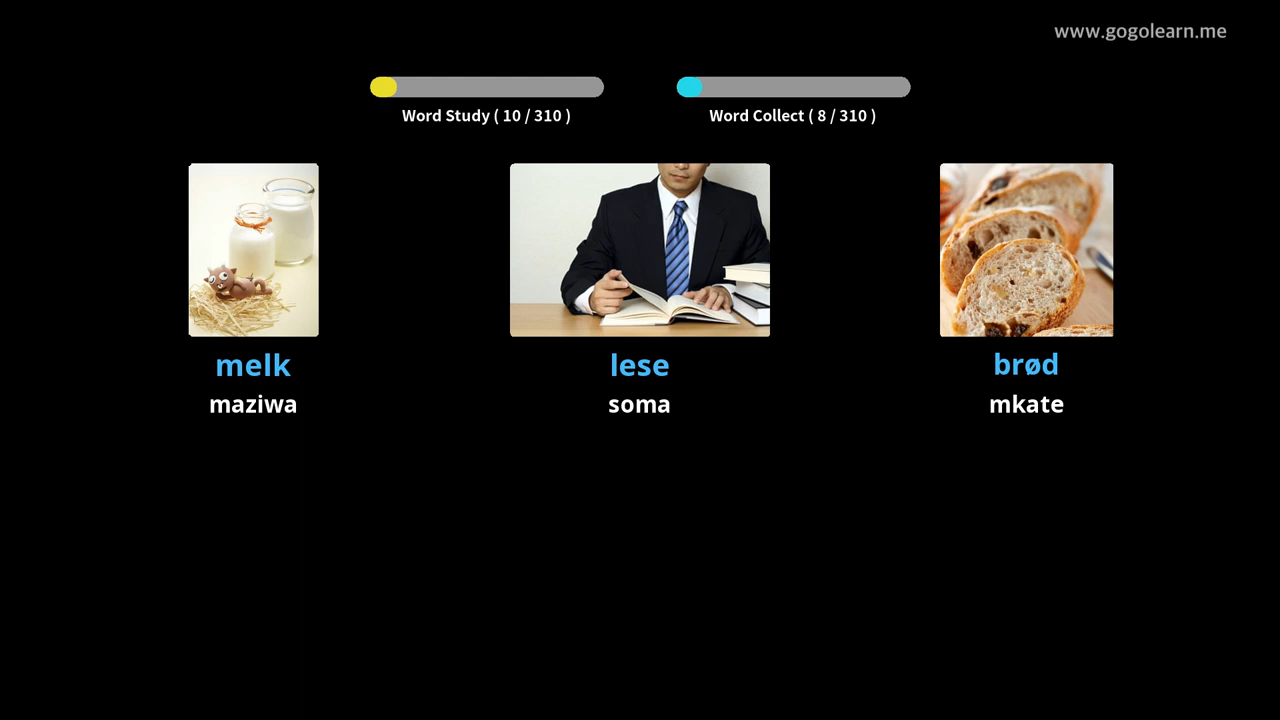 www.gogolearn.me
Word Study ( 10 / 310 )
Word Collect ( 8 / 310 )
melk
maziwa
lese
soma
brød
mkate